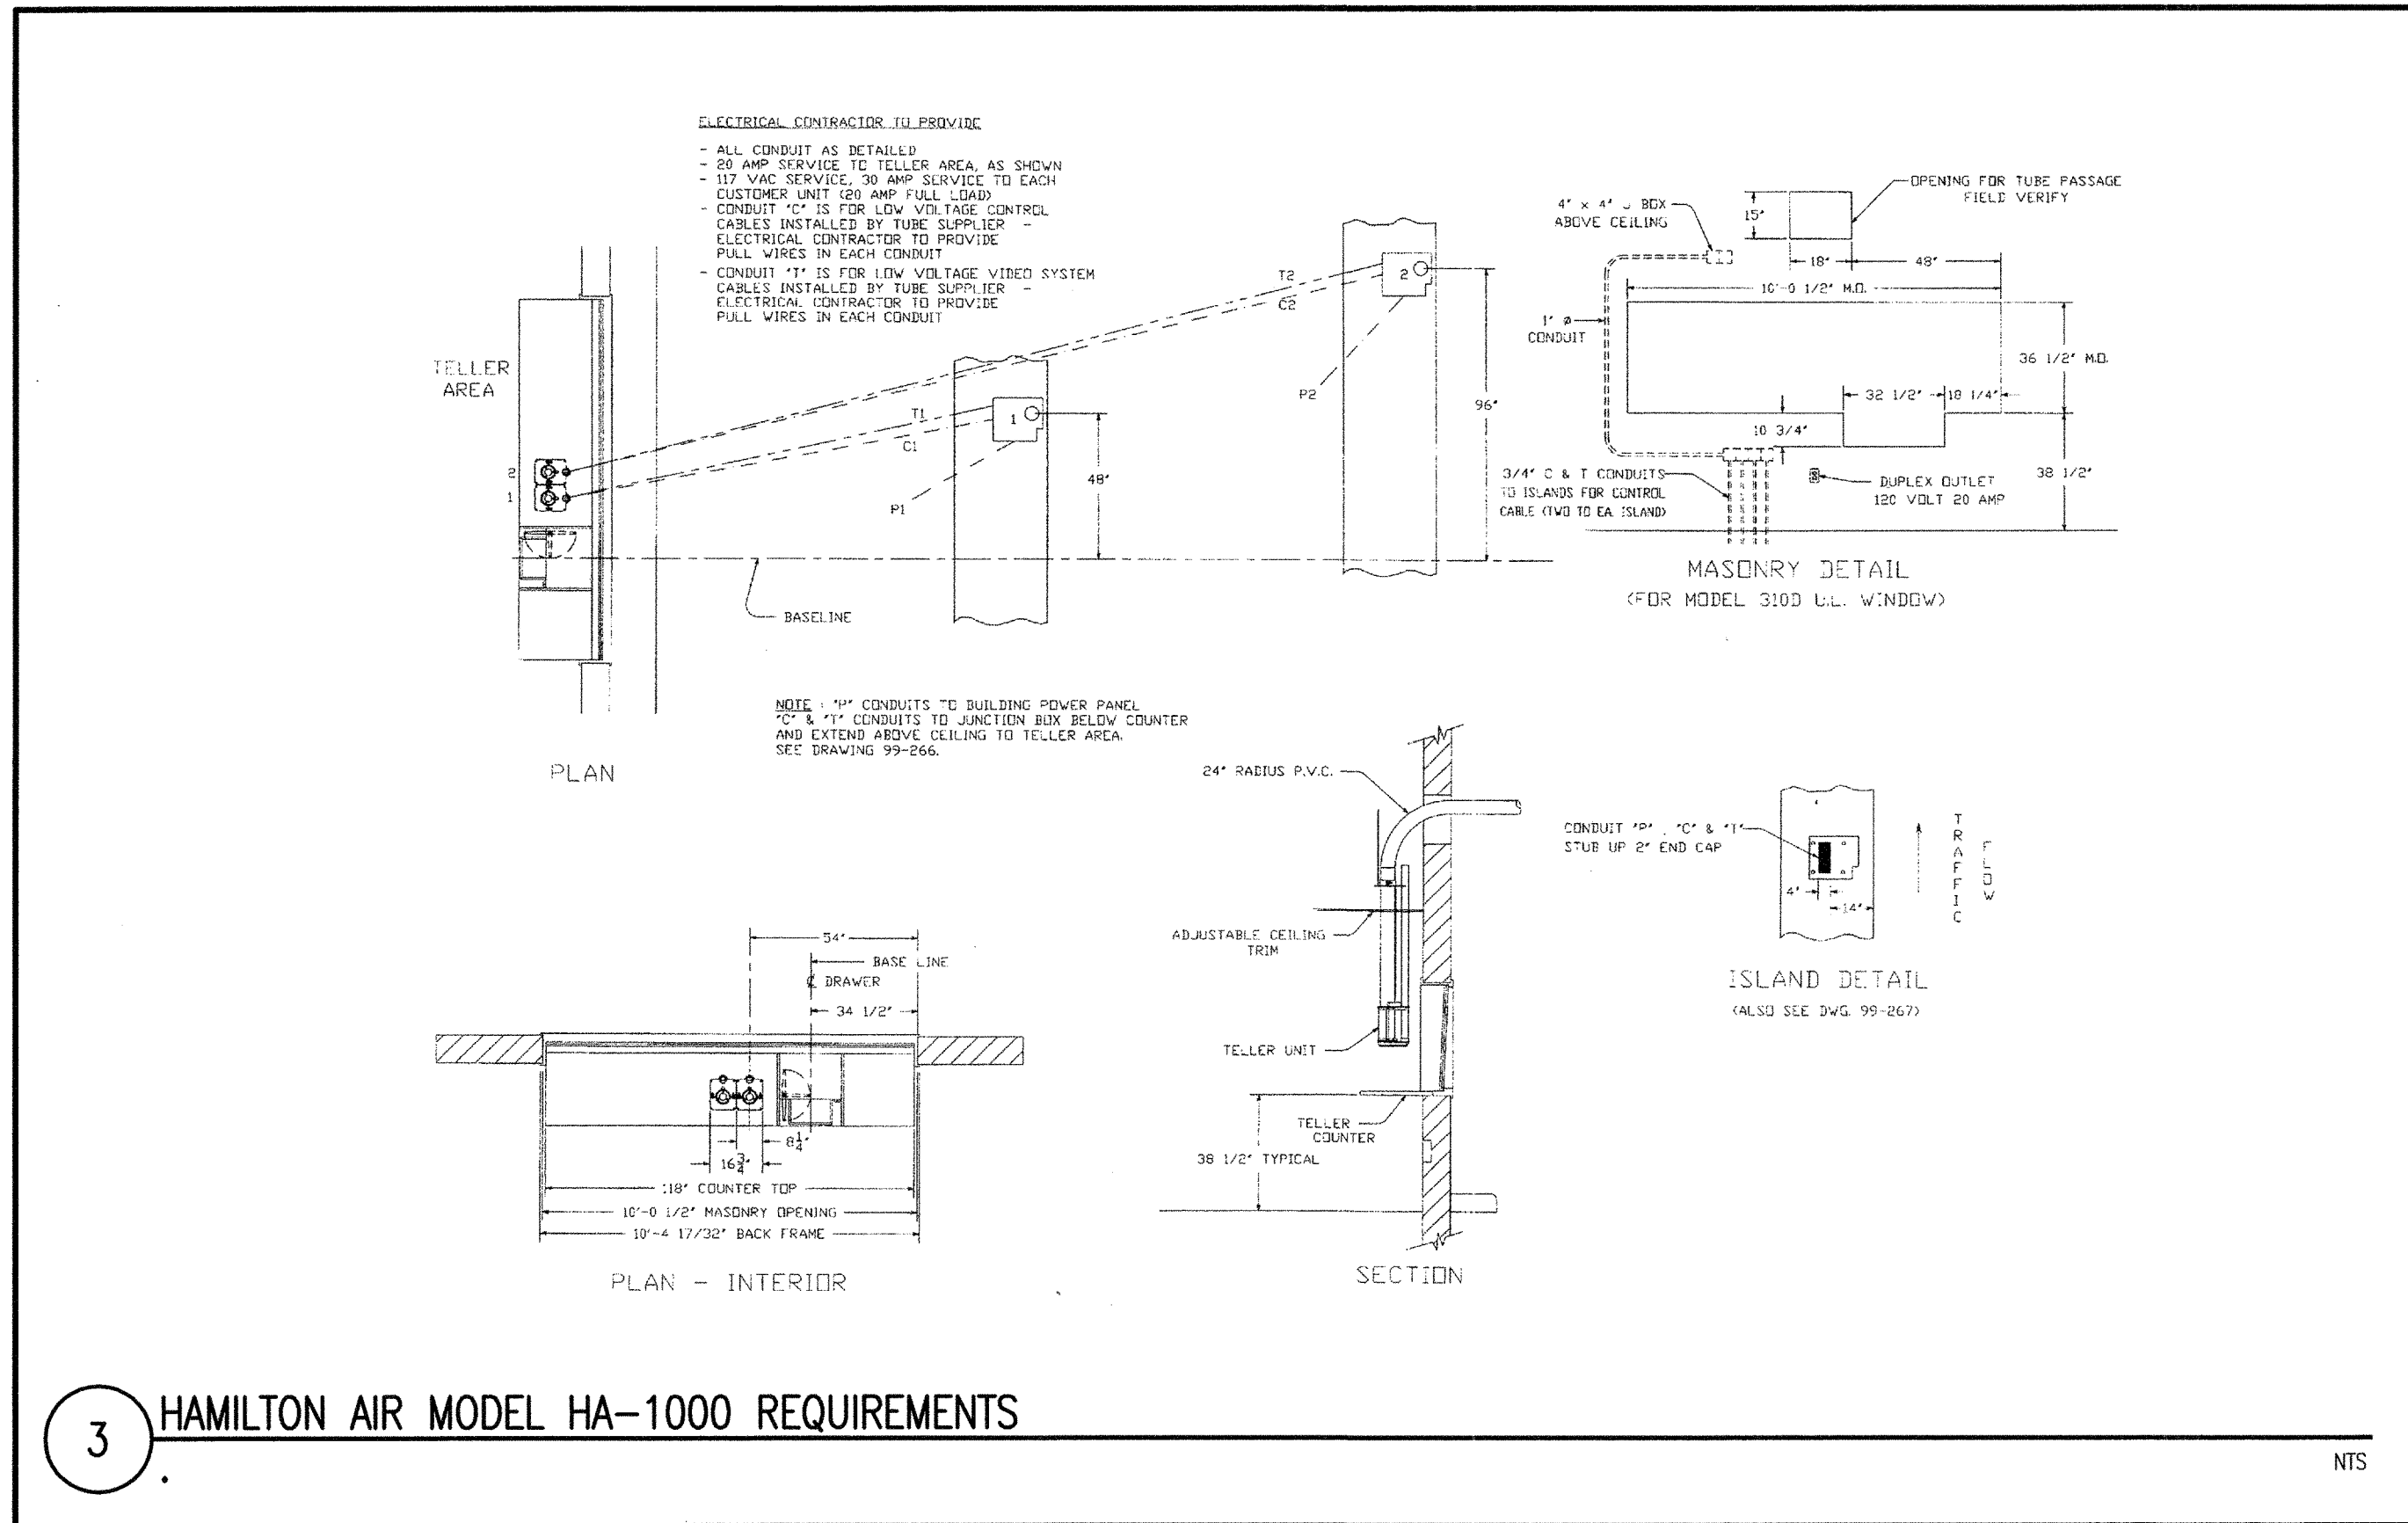 ELECTRICAL CONTRACTOR TO PROVIDE
- ALL CONDUIT AS DETAILED
- 20 AMP SERVICE TO TELLER AREA, AS SHOWN
- 117 VAC SERVICE, 30 AMP SERVICE TO EACH
CUSTOMER UNIT (20 AMP FULL LOAD)
- CONDUIT "C" IS FOR LOW VOLTAGE CONTROL
CABLES INSTALLED BY TUBE SUPPLIER -
ELECTRICAL CONTRACTOR TO PROVIDE
PULL WIRES IN EACH CONDUIT
- CONDUIT "T" IS FOR LOW VOLTAGE VIDEO SYSTEM
CABLES INSTALLED BY TUBE SUPPLIER -
ELECTRICAL CONTRACTOR TO PROVIDE
PULL WIRES IN EACH CONDUIT
TELLER
AREA
2
1
T1
C1
P1
1
48"
T2
C2
P2
2
96"
BASELINE
NOTE : "P" CONDUITS TO BUILDING POWER PANEL
"C" & "T" CONDUITS TO JUNCTION BOX BELOW COUNTER
AND EXTEND ABOVE CEILING TO TELLER AREA.
SEE DRAWING 99-266.
PLAN
OPENING FOR TUBE PASSAGE
FIELD VERIFY
4" x 4" J BOX
ABOVE CEILING
15"
18"
48"
10'-0 1/2" M.O.
1" ø
CONDUIT
36 1/2" M.O.
32 1/2"
18 1/4"
10 3/4"
3/4" C & T CONDUITS
TO ISLANDS FOR CONTROL
CABLE (TWO TO EA. ISLAND)
DUPLEX OUTLET
120 VOLT 20 AMP
38 1/2"
MASONRY DETAIL
(FOR MODEL 310D U.L. WINDOW)
24" RADIUS P.V.C.
ADJUSTABLE CEILING
TRIM
TELLER UNIT
TELLER
COUNTER
38 1/2" TYPICAL
SECTION
CONDUIT "P" , "C" & "T"
STUB UP 2" END CAP
4"
14"
TRAFFIC
FLOW
ISLAND DETAIL
(ALSO SEE DWG. 99-267)
54"
BASE LINE
℄ DRAWER
34 1/2"
8 1/4"
16 3/4"
118" COUNTER TOP
10'-0 1/2" MASONRY OPENING
10'-4 17/32" BACK FRAME
PLAN - INTERIOR
3
HAMILTON AIR MODEL HA-1000 REQUIREMENTS
NTS